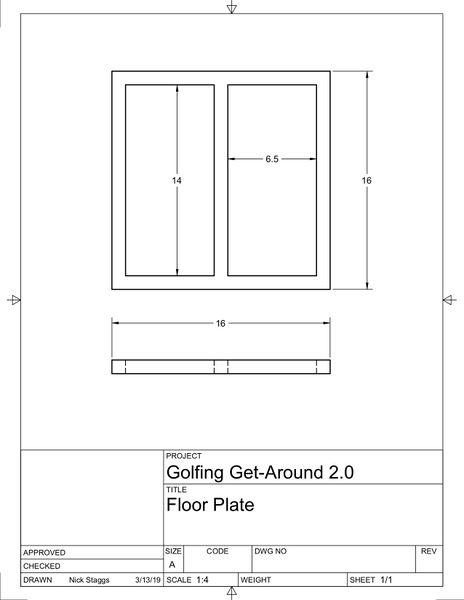 14
6.5
16
16
PROJECT
Golfing Get-Around 2.0
TITLE
Floor Plate
APPROVED
SIZE CODE DWG NO REV
CHECKED
A
DRAWN Nick Staggs 3/13/19 SCALE 1:4 WEIGHT SHEET 1/1